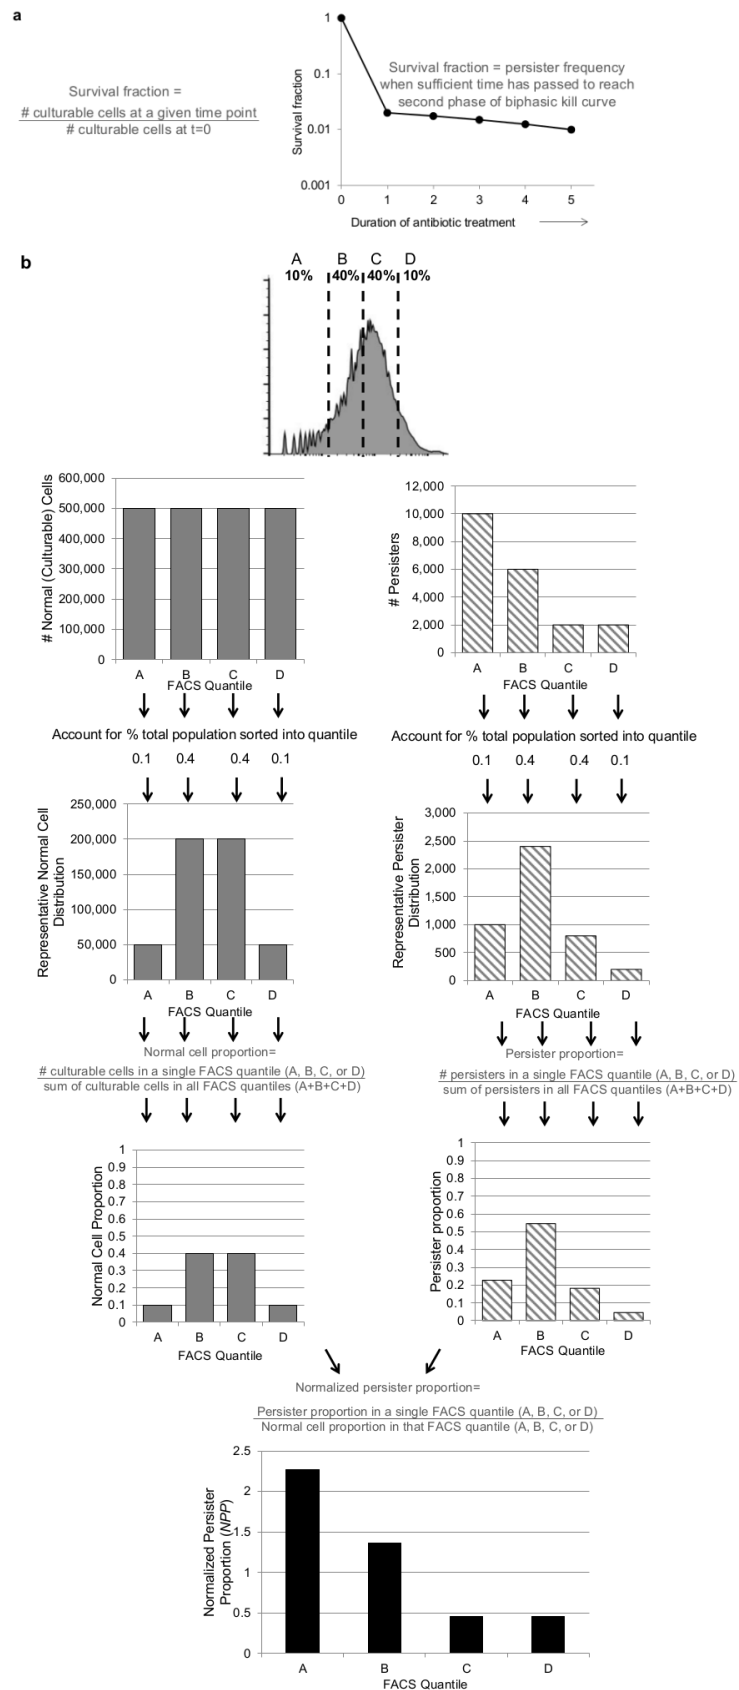 a
Survival fraction =
# culturable cells at a given time point
# culturable cells at t=0
Survival fraction
1
0.1
0.01
0.001
Survival fraction = persister frequency
when sufficient time has passed to reach
second phase of biphasic kill curve
0 1 2 3 4 5
Duration of antibiotic treatment
b
A B C D
10% 40% 40% 10%
# Normal (Culturable) Cells
600,000
500,000
400,000
300,000
200,000
100,000
0
A B C D
FACS Quantile
# Persisters
12,000
10,000
8,000
6,000
4,000
2,000
0
A B C D
FACS Quantile
Account for % total population sorted into quantile
0.1 0.4 0.4 0.1
Account for % total population sorted into quantile
0.1 0.4 0.4 0.1
Representative Normal Cell
Distribution
250,000
200,000
150,000
100,000
50,000
0
A B C D
FACS Quantile
Representative Persister
Distribution
3,000
2,500
2,000
1,500
1,000
500
0
A B C D
FACS Quantile
Normal cell proportion=
# culturable cells in a single FACS quantile (A, B, C, or D)
sum of culturable cells in all FACS quantiles (A+B+C+D)
Persister proportion=
# persisters in a single FACS quantile (A, B, C, or D)
sum of persisters in all FACS quantiles (A+B+C+D)
Normal Cell Proportion
1
0.9
0.8
0.7
0.6
0.5
0.4
0.3
0.2
0.1
0
A B C D
FACS Quantile
Persister proportion
1
0.9
0.8
0.7
0.6
0.5
0.4
0.3
0.2
0.1
0
A B C D
FACS Quantile
Normalized persister proportion=
Persister proportion in a single FACS quantile (A, B, C, or D)
Normal cell proportion in that FACS quantile (A, B, C, or D)
Normalized Persister
Proportion (NPP)
2.5
2
1.5
1
0.5
0
A B C D
FACS Quantile